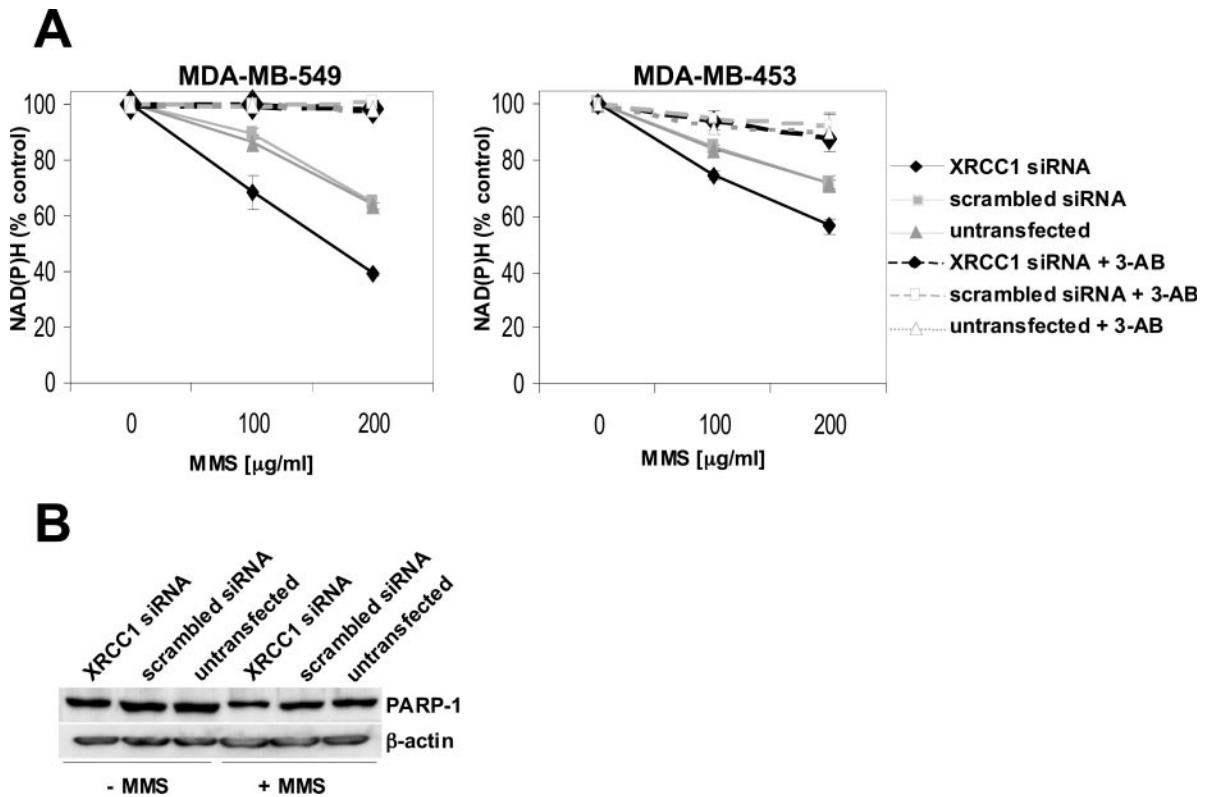 A
MDA-MB-549
NAD(P)H (% control)
100
80
60
40
20
0
0 100 200
MMS [μg/ml]
MDA-MB-453
NAD(P)H (% control)
100
80
60
40
20
0
0 100 200
MMS [μg/ml]
XRCC1 siRNA
scrambled siRNA
untransfected
XRCC1 siRNA + 3-AB
scrambled siRNA + 3-AB
untransfected + 3-AB
B
XRCC1 siRNA
scrambled siRNA
untransfected
XRCC1 siRNA
scrambled siRNA
untransfected
PARP-1
β-actin
- MMS + MMS